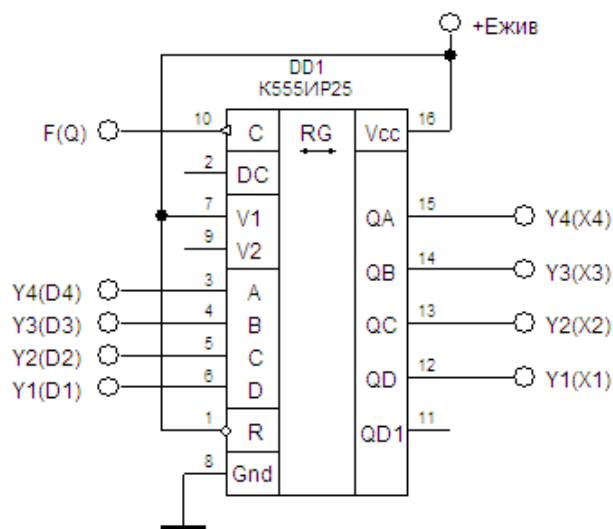 +Eжив
DD1
К555ИР25
F(Q)
10
C
RG
Vcc
16
2
DC
7
V1
QA
15
Y4(X4)
9
V2
Y4(D4)
3
A
QB
14
Y3(X3)
Y3(D3)
4
B
Y2(D2)
5
C
QC
13
Y2(X2)
Y1(D1)
6
D
QD
12
Y1(X1)
1
R
QD1
11
8
Gnd